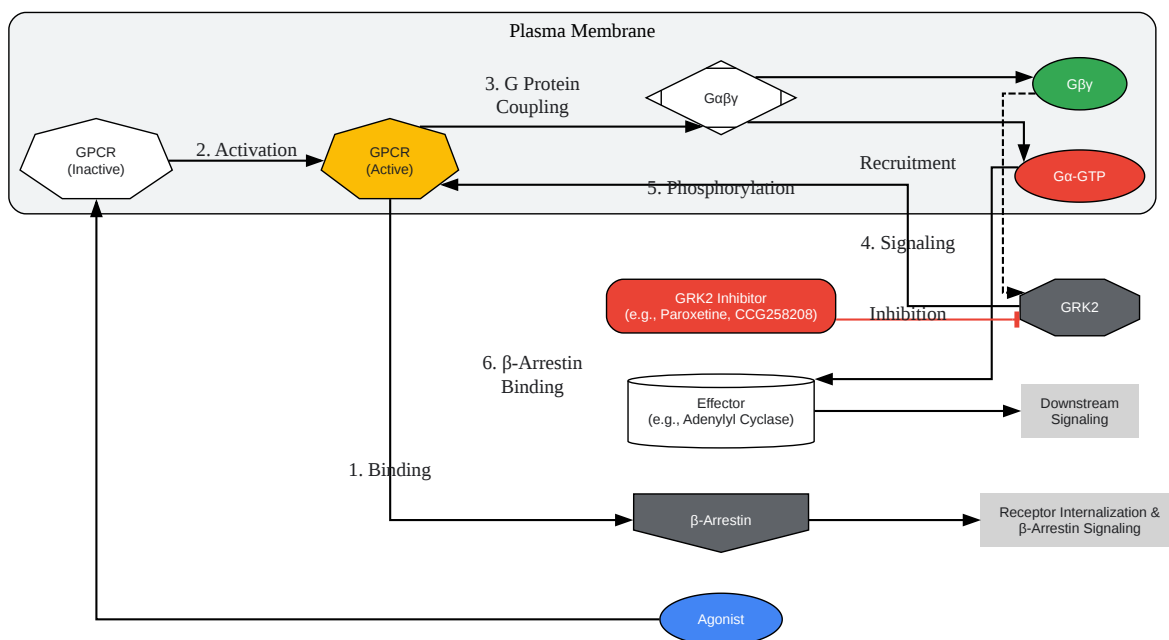 Plasma Membrane
3. G Protein
Coupling
Gαβγ
Gβγ
GPCR
(Inactive)
2. Activation
GPCR
(Active)
Recruitment
Gα-GTP
5. Phosphorylation
4. Signaling
GRK2 Inhibitor
(e.g., Paroxetine, CCG258208)
Inhibition
GRK2
6. β-Arrestin
Binding
Effector
(e.g., Adenylyl Cyclase)
Downstream
Signaling
1. Binding
β-Arrestin
Receptor Internalization &
β-Arrestin Signaling
Agonist